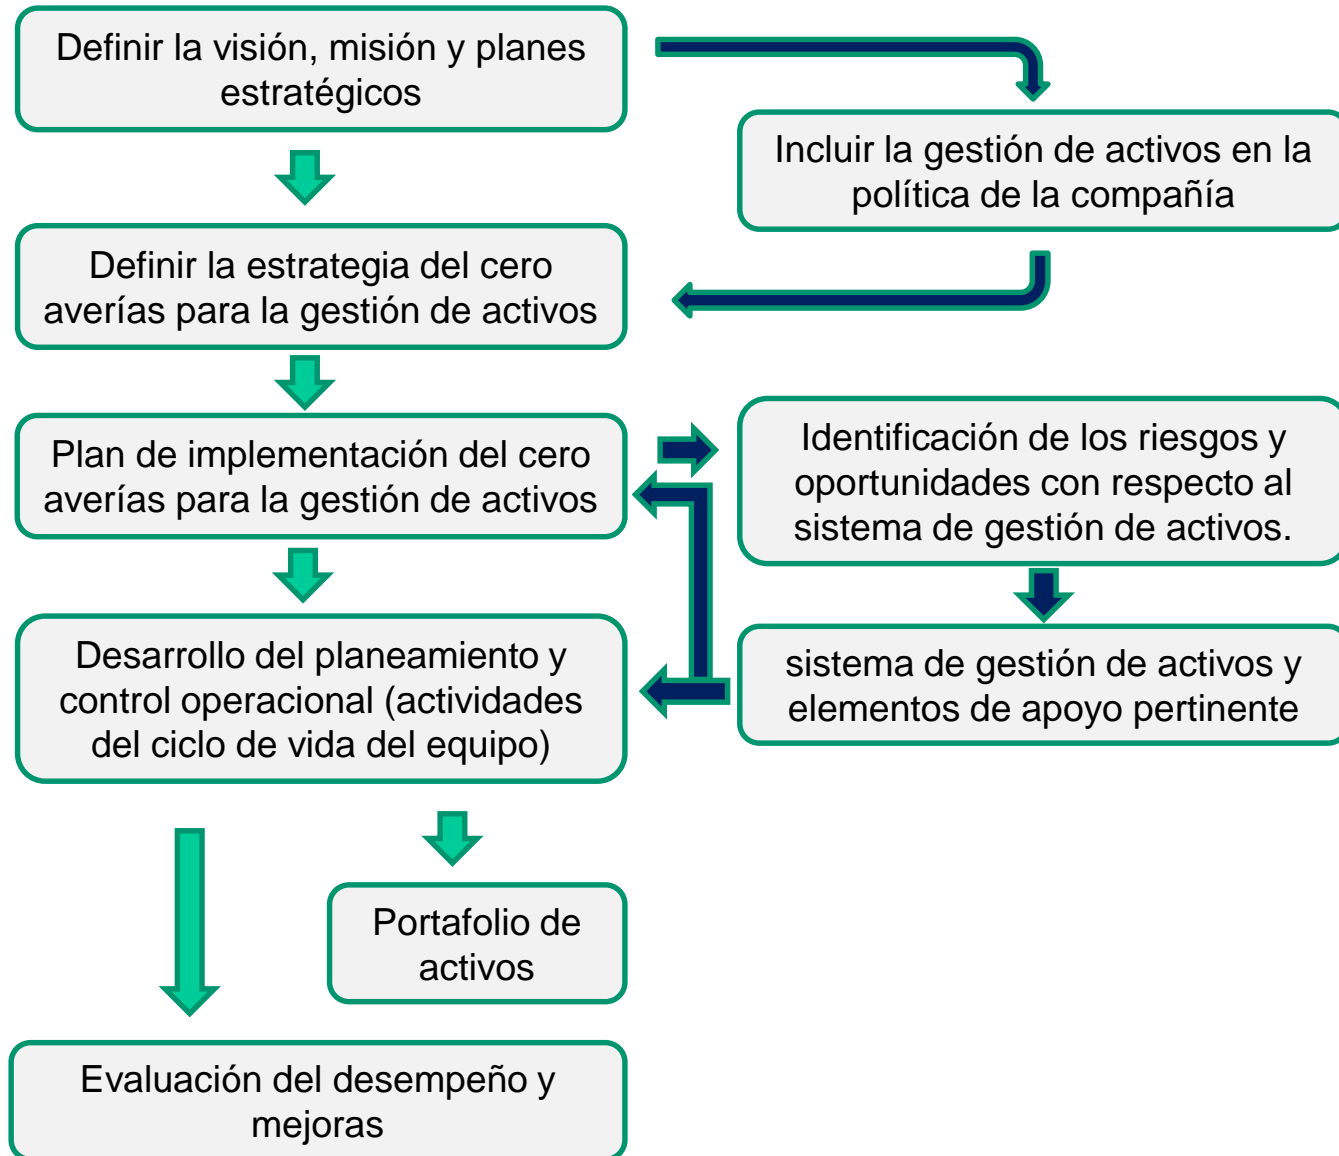 Definir la visión, misión y planes
estratégicos
Incluir la gestión de activos en la
política de la compañía
Definir la estrategia del cero
averías para la gestión de activos
Plan de implementación del cero
averías para la gestión de activos
Identificación de los riesgos y
oportunidades con respecto al
sistema de gestión de activos.
Desarrollo del planeamiento y
control operacional (actividades
del ciclo de vida del equipo)
sistema de gestión de activos y
elementos de apoyo pertinente
Portafolio de
activos
Evaluación del desempeño y
mejoras